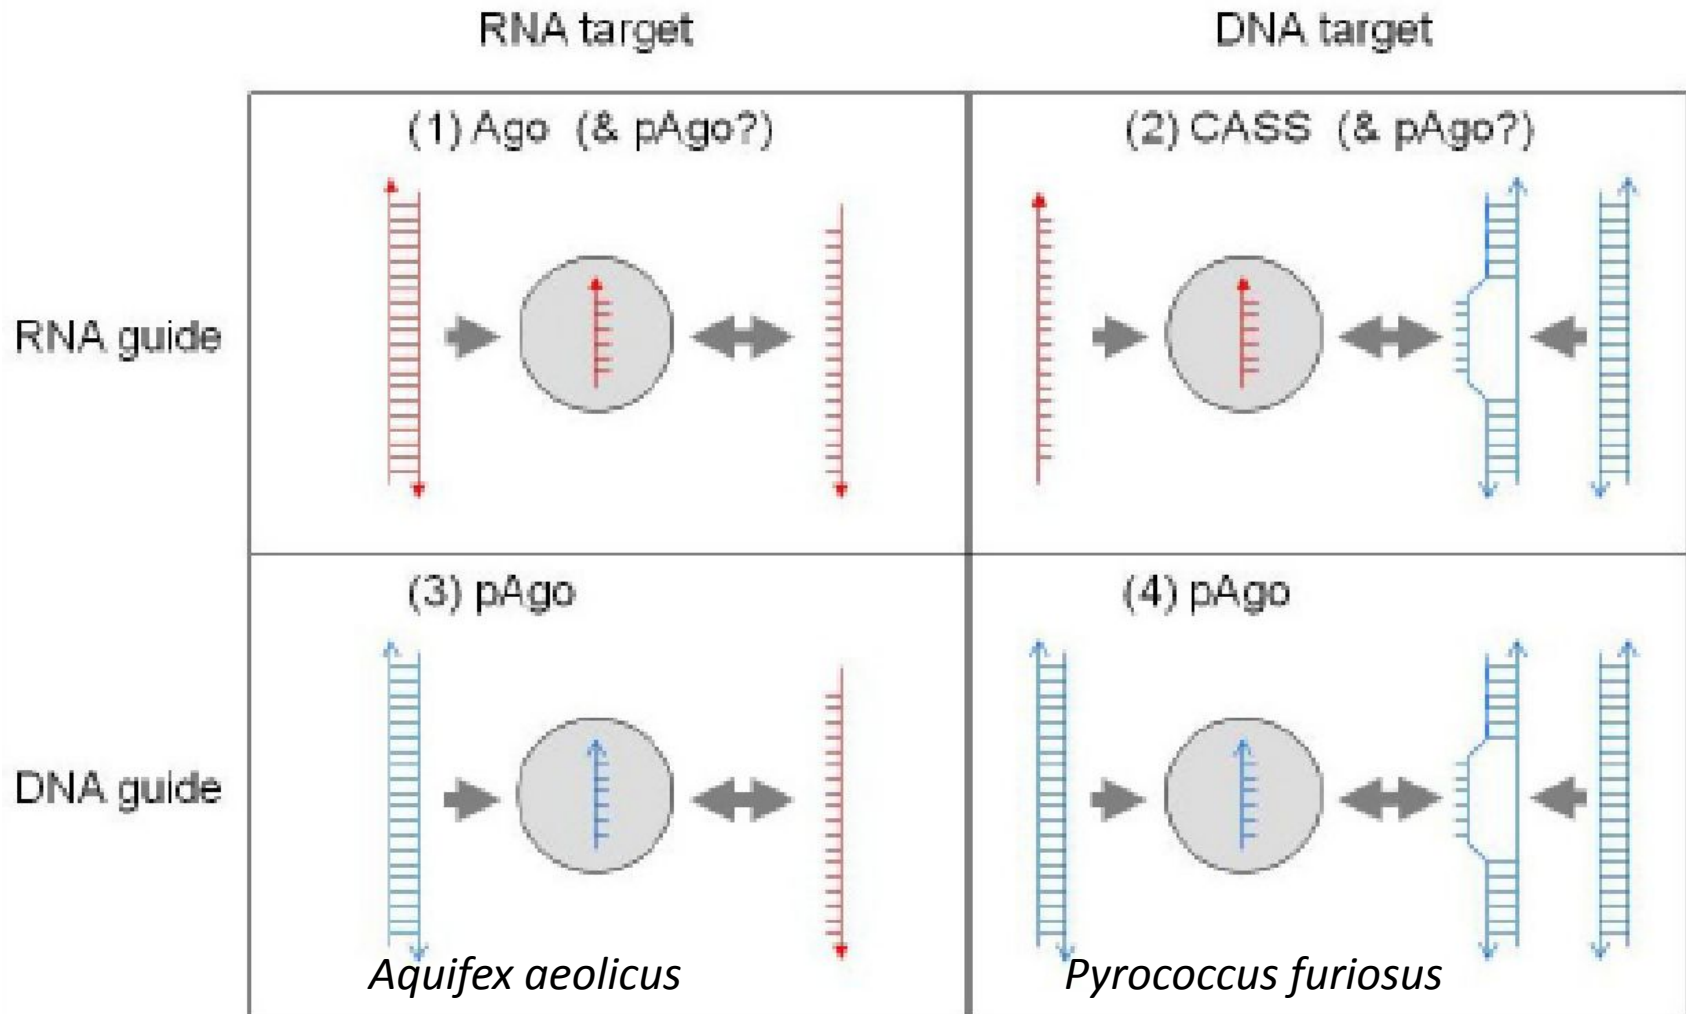 RNA target
DNA target
(1) Ago (& pAgo?)
(2) CASS (& pAgo?)
RNA guide
(3) pAgo
(4) pAgo
DNA guide
Aquifex aeolicus
Pyrococcus furiosus